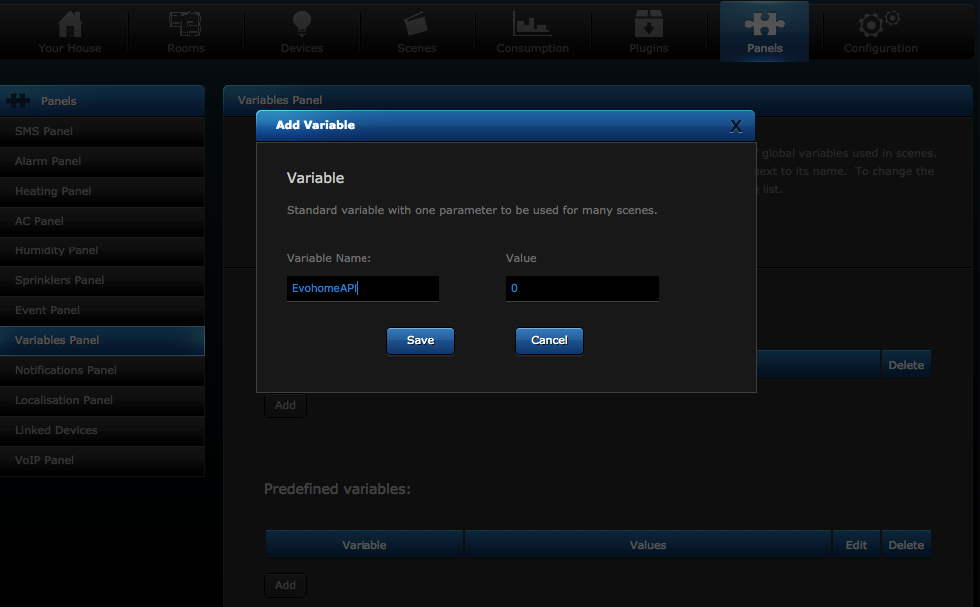 Your House
Rooms
Devices
Scenes
Consumption
Plugins
Panels
Configuration
Panels
SMS Panel
Alarm Panel
Heating Panel
AC Panel
Humidity Panel
Sprinklers Panel
Event Panel
Variables Panel
Notifications Panel
Localisation Panel
Linked Devices
VoIP Panel
Variables Panel
global variables used in scenes.
next to its name. To change the
list.
Add Variable
X
Variable
Standard variable with one parameter to be used for many scenes.
Variable Name:
Value
EvohomeAPI
0
Save
Cancel
Delete
Add
Predefined variables:
Variable
Values
Edit
Delete
Add